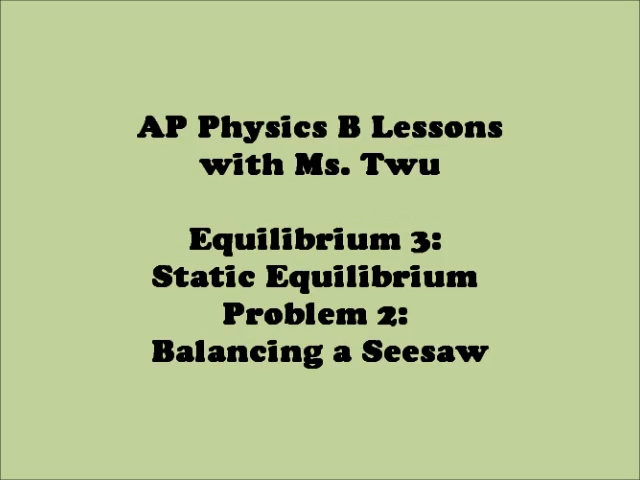 AP Physics B Lessons
with Ms. Twu
Equilibrium 3:
Static Equilibrium
Problem 2:
Balancing a Seesaw